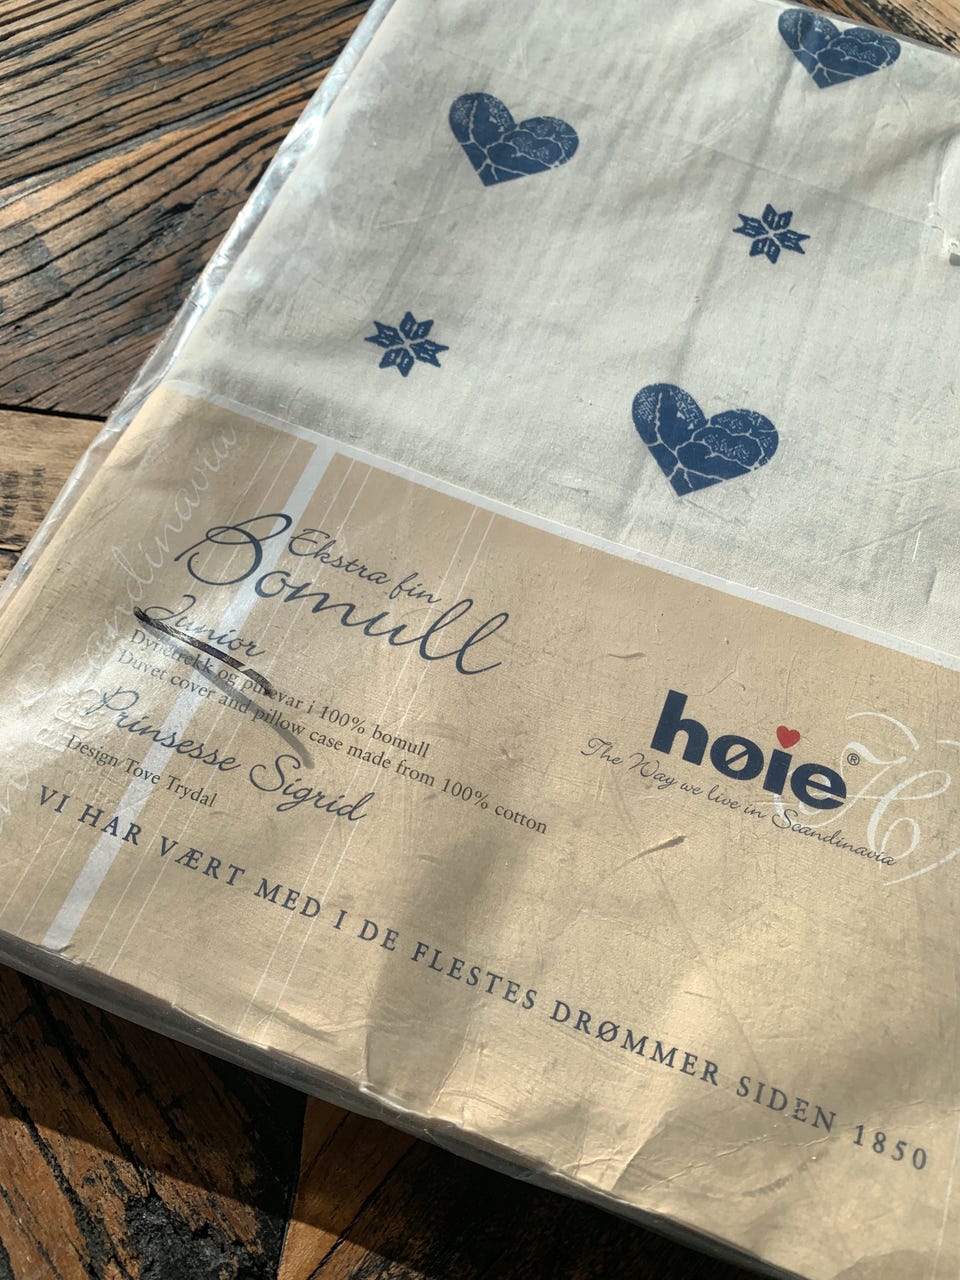 Scandinavia
Ekstra fin
Bomull
Junior
Dynetrekk og putevar i 100% bomull
Duvet cover and pillow case made from 100% cotton
Prinsesse Sigrid
Design Tove Trydal
høie®
The Way we live in Scandinavia
H
VI HAR VÆRT MED I DE FLESTES DRØMMER SIDEN 1850